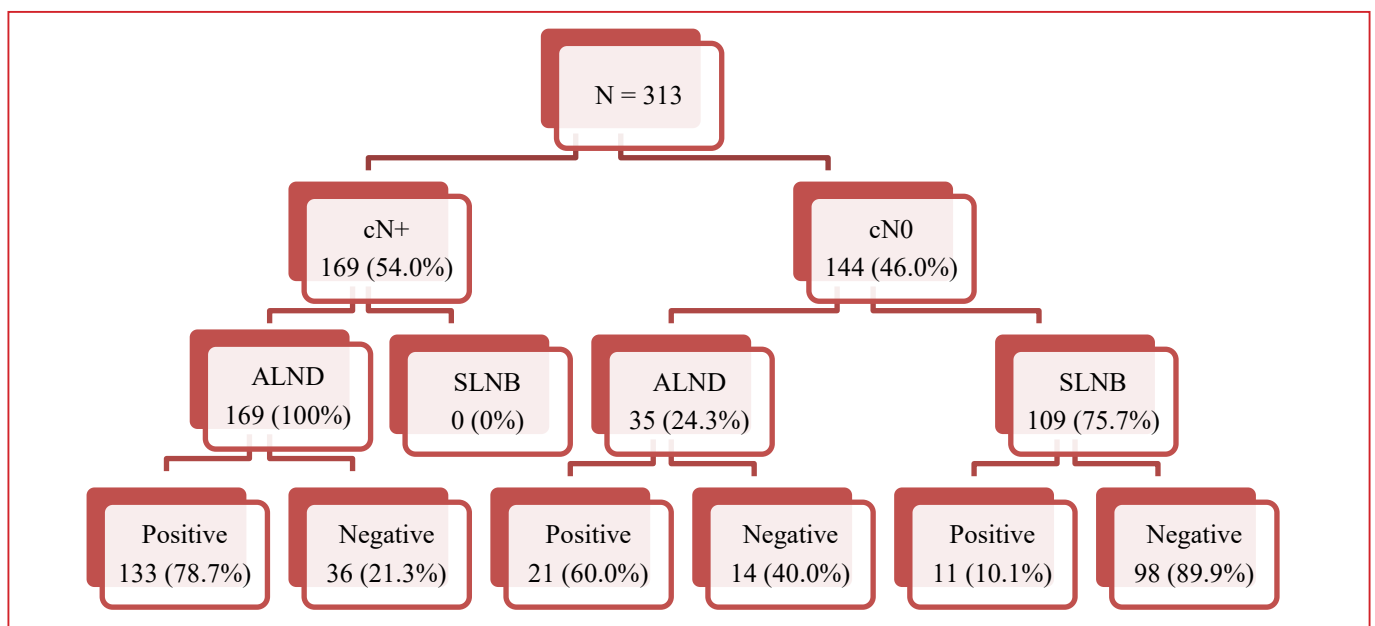 N = 313
cN+
169 (54.0%)
cN0
144 (46.0%)
ALND
169 (100%)
SLNB
0 (0%)
ALND
35 (24.3%)
SLNB
109 (75.7%)
Positive
133 (78.7%)
Negative
36 (21.3%)
Positive
21 (60.0%)
Negative
14 (40.0%)
Positive
11 (10.1%)
Negative
98 (89.9%)